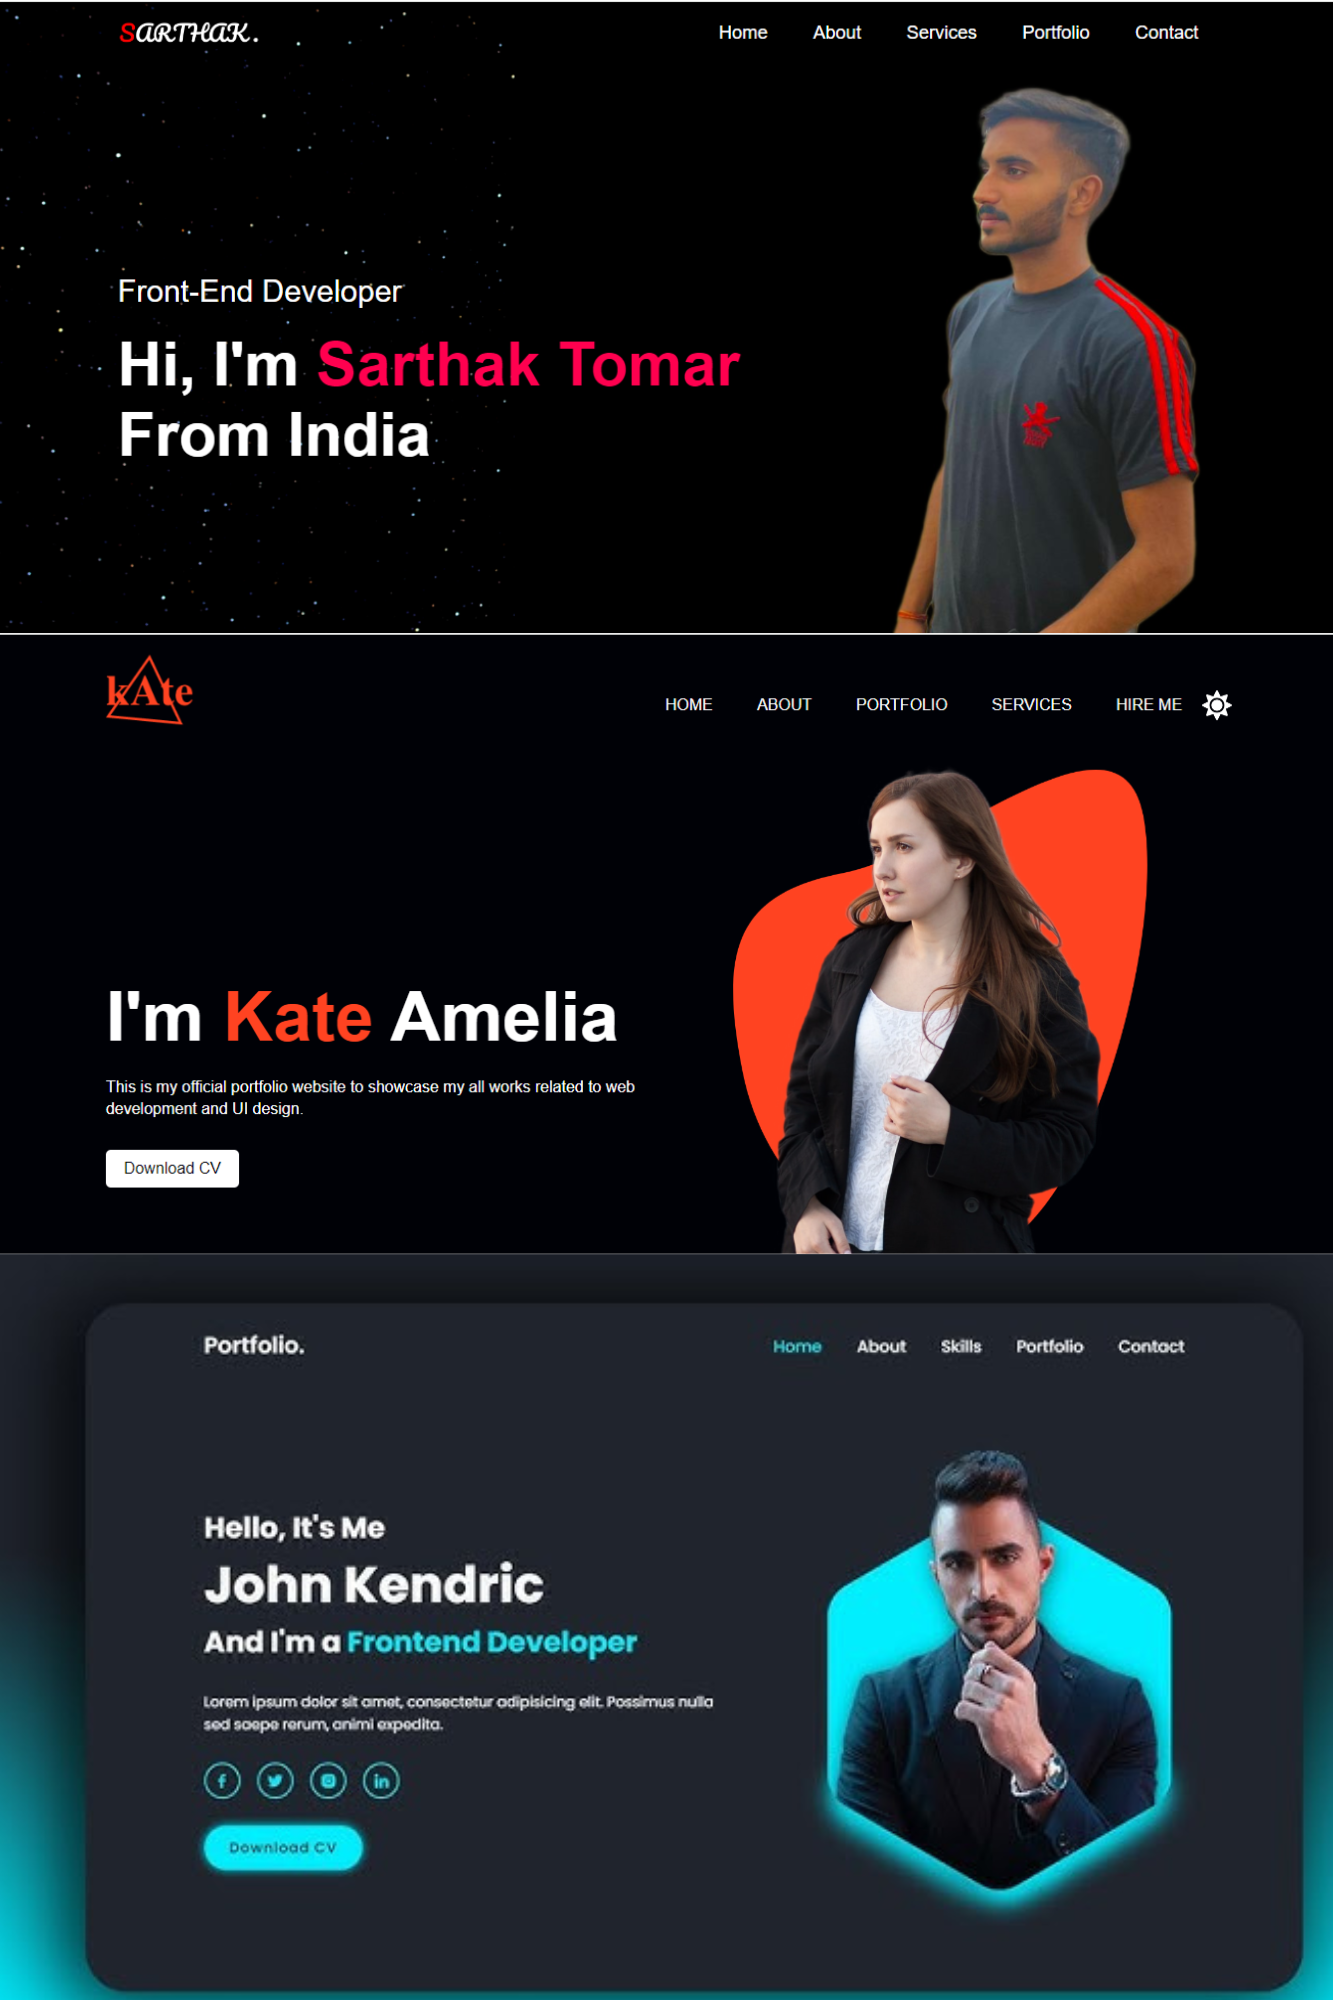 SARTHAK.
Home About Services Portfolio Contact
Front-End Developer
Hi, I'm Sarthak Tomar
From India
kAte
HOME ABOUT PORTFOLIO SERVICES HIRE ME
I'm Kate Amelia
This is my official portfolio website to showcase my all works related to web
development and UI design.
Download CV
Portfolio.
Home About Skills Portfolio Contact
Hello, It's Me
John Kendric
And I'm a Frontend Developer
Lorem ipsum dolor sit amet, consectetur adipisicing elit. Possimus nulla
sed saepe rerum, animi expedita.
Download CV